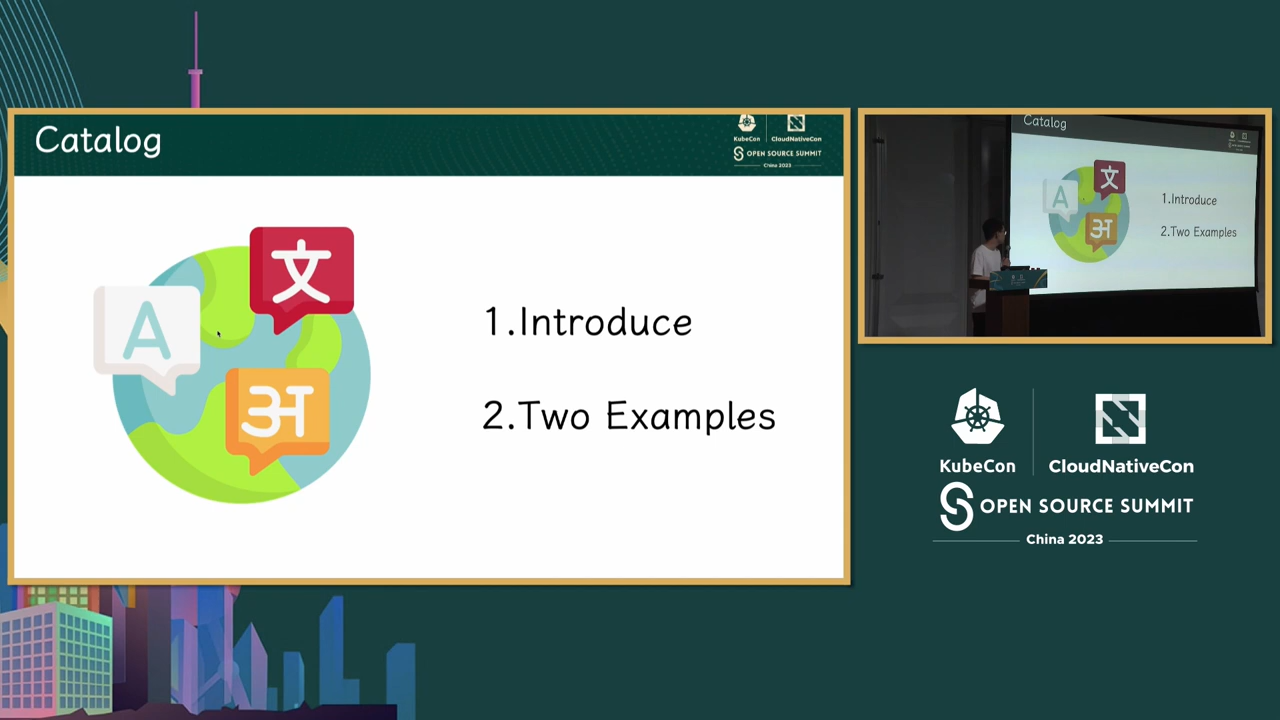 Catalog
KubeCon
CloudNativeCon
OPEN SOURCE SUMMIT
China 2023
文
A
अ
1.Introduce
2.Two Examples
Catalog
文
A
अ
1.Introduce
2.Two Examples
KubeCon
CloudNativeCon
OPEN SOURCE SUMMIT
China 2023